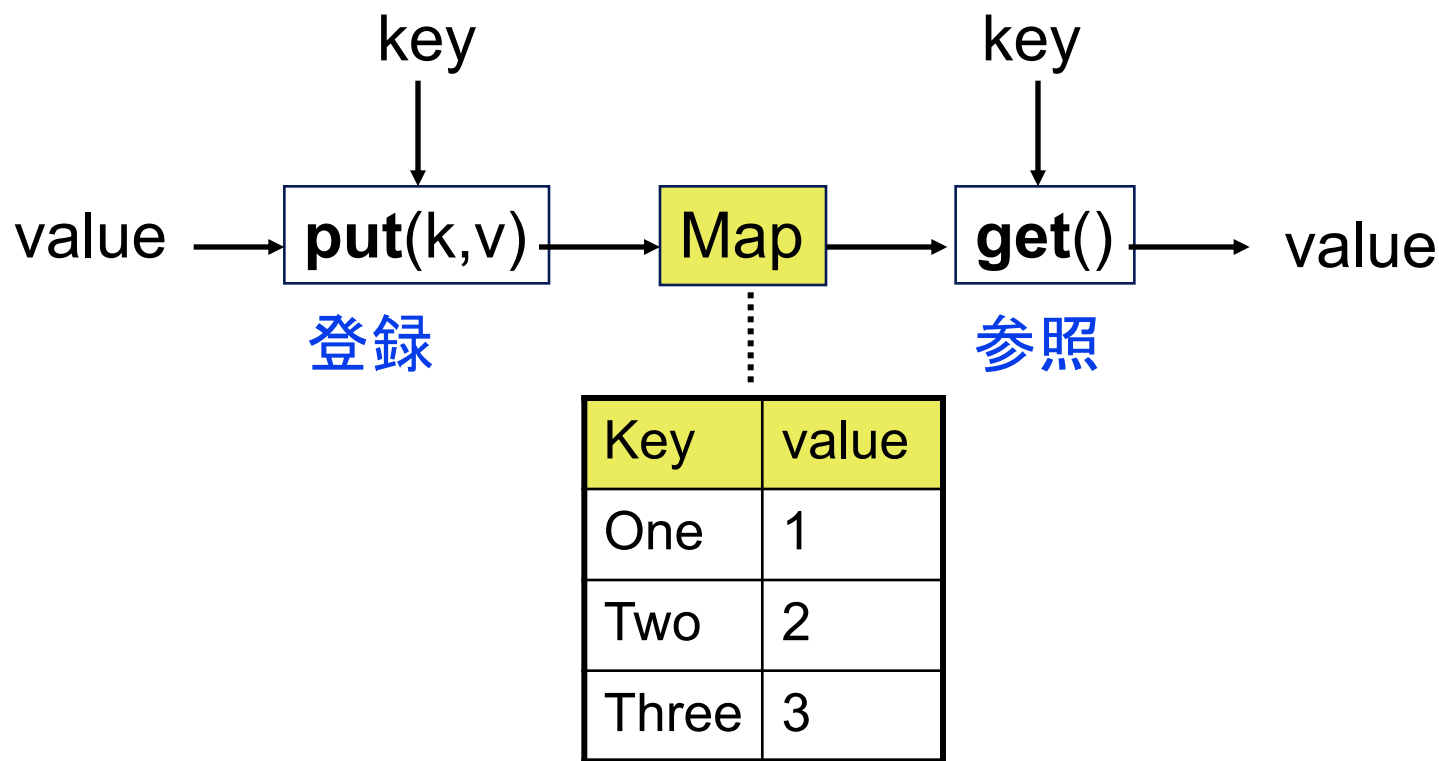 key key
value put(k,v) Map get() value
登録 参照
Key value
One 1
Two 2
Three 3